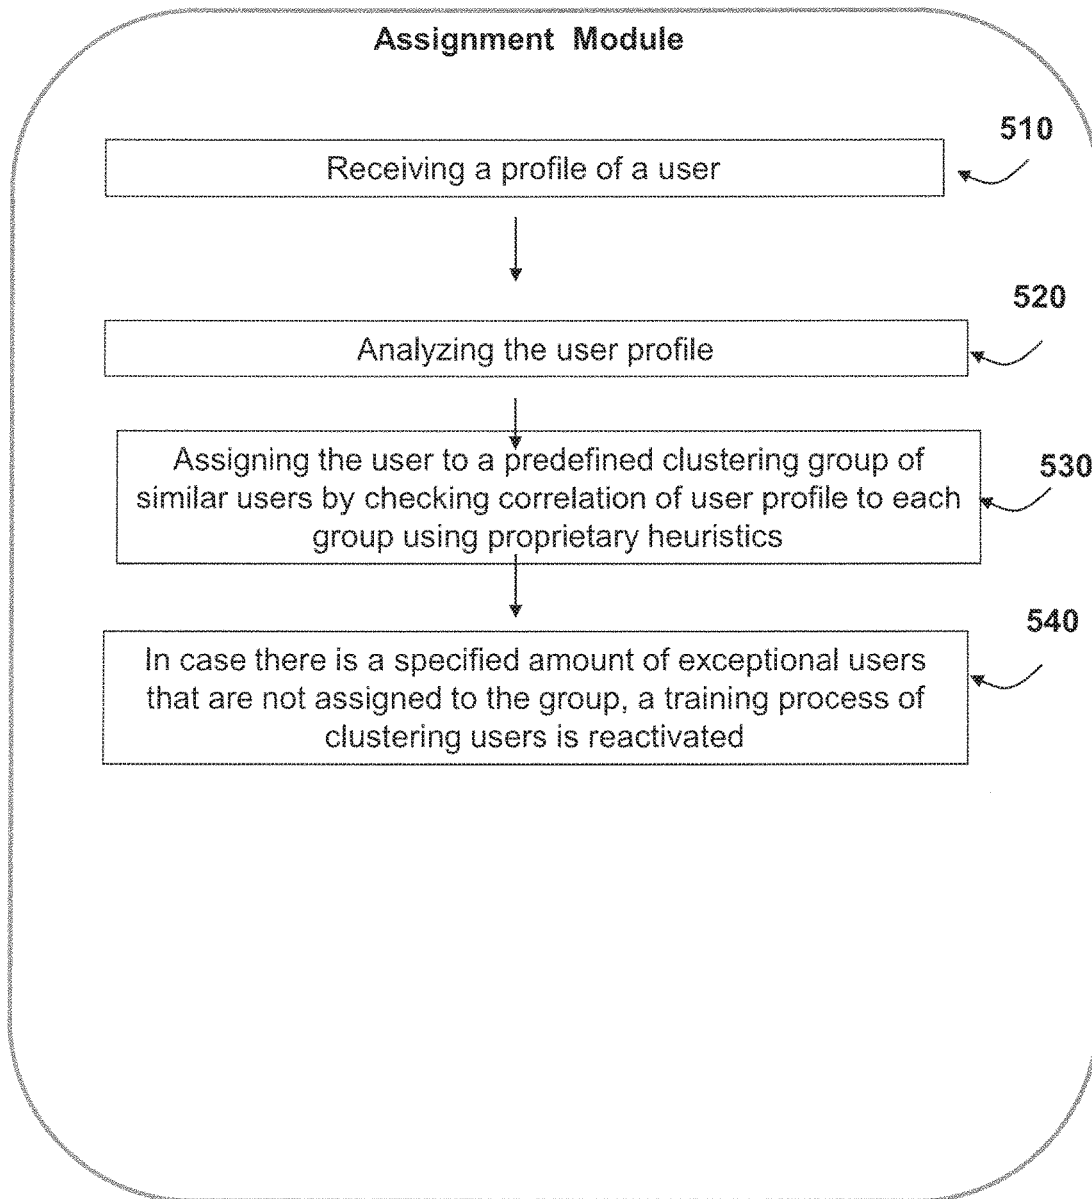 Assignment Module
510
Receiving a profile of a user
520
Analyzing the user profile
530
Assigning the user to a predefined clustering group of
similar users by checking correlation of user profile to each
group using proprietary heuristics
540
In case there is a specified amount of exceptional users
that are not assigned to the group, a training process of
clustering users is reactivated